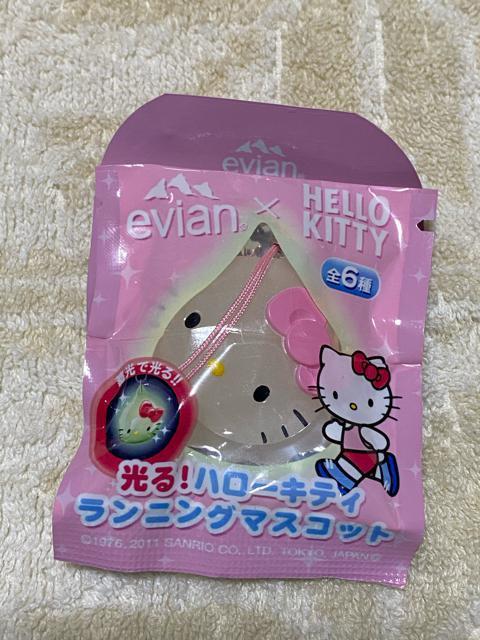 evian
evian × HELLO KITTY
全6種
蓄光で光る!!
光る!ハローキティ
ランニングマスコット
©1976, 2011 SANRIO CO., LTD. TOKYO, JAPAN